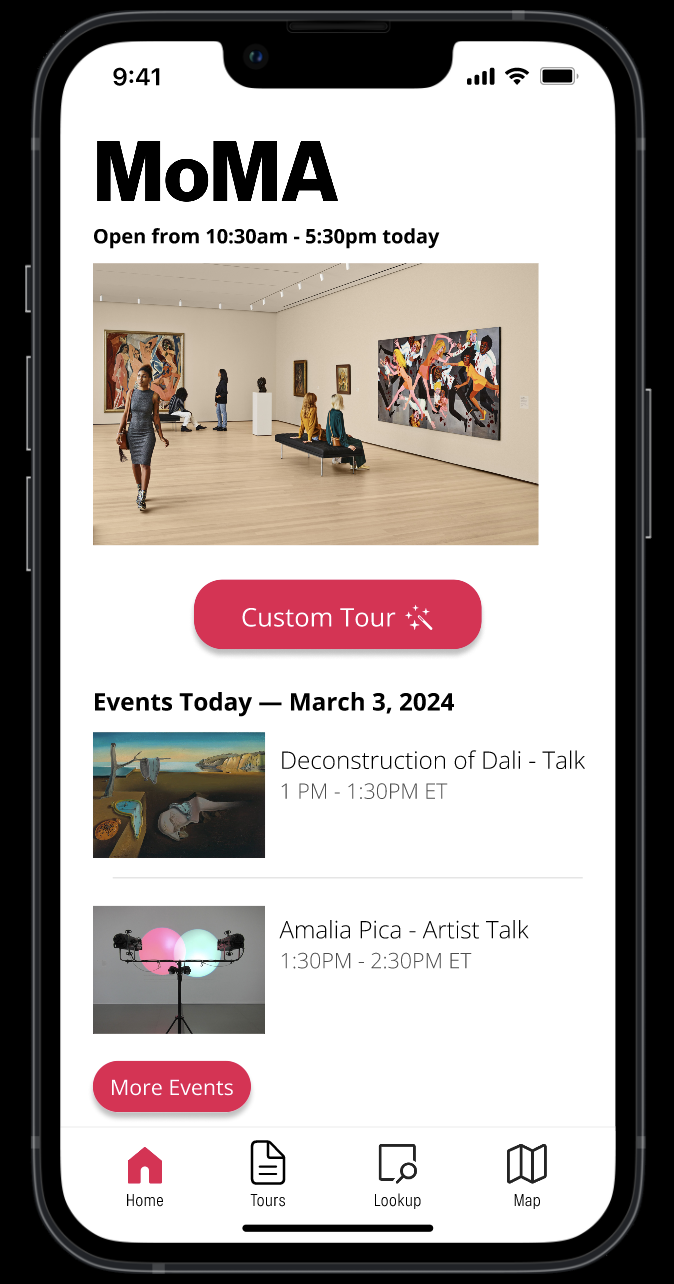 9:41
MoMA
Open from 10:30am - 5:30pm today
Custom Tour
Events Today — March 3, 2024
Deconstruction of Dali - Talk
1 PM - 1:30PM ET
Amalia Pica - Artist Talk
1:30PM - 2:30PM ET
More Events
Home
Tours
Lookup
Map